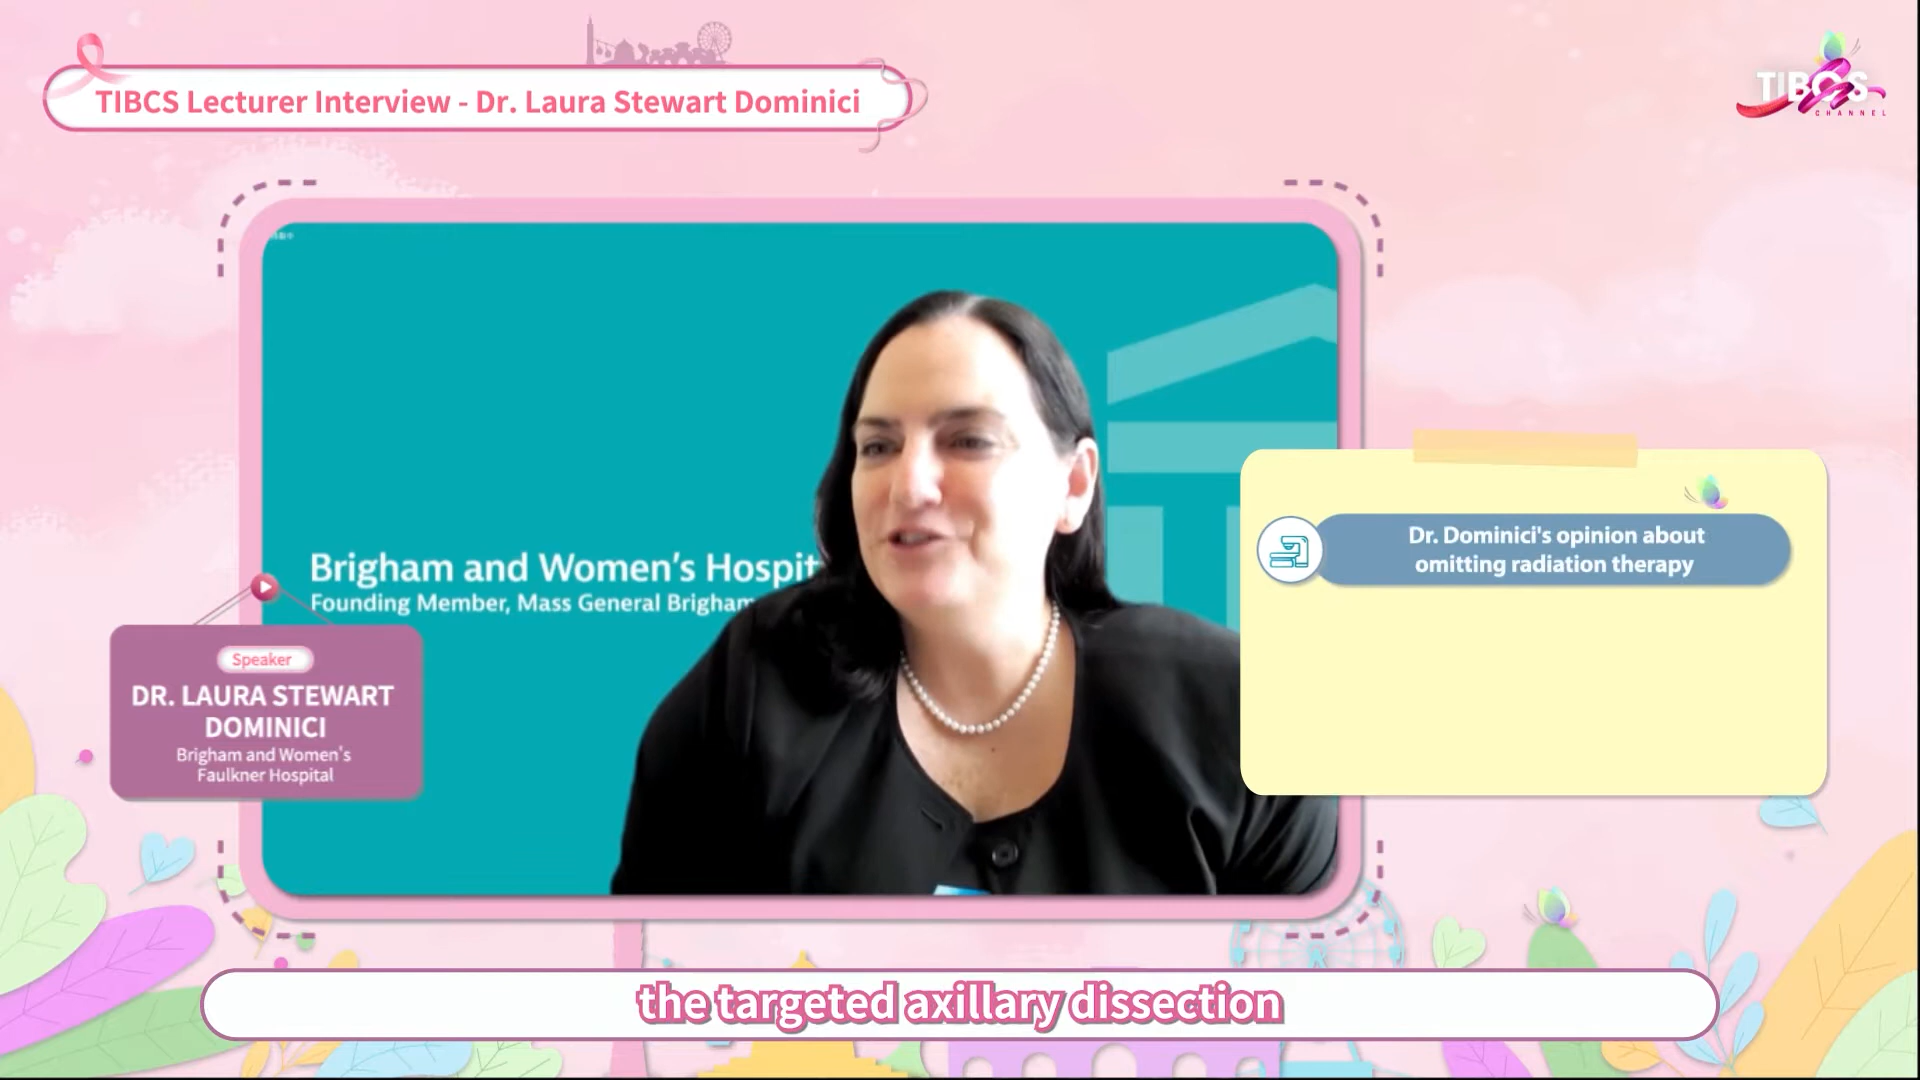 TIBCS Lecturer Interview - Dr. Laura Stewart Dominici
TIBCS
CHANNEL
Brigham and Women's Hospit
Founding Member, Mass General Brigham
Dr. Dominici's opinion about
omitting radiation therapy
Speaker
DR. LAURA STEWART
DOMINICI
Brigham and Women's
Faulkner Hospital
the targeted axillary dissection